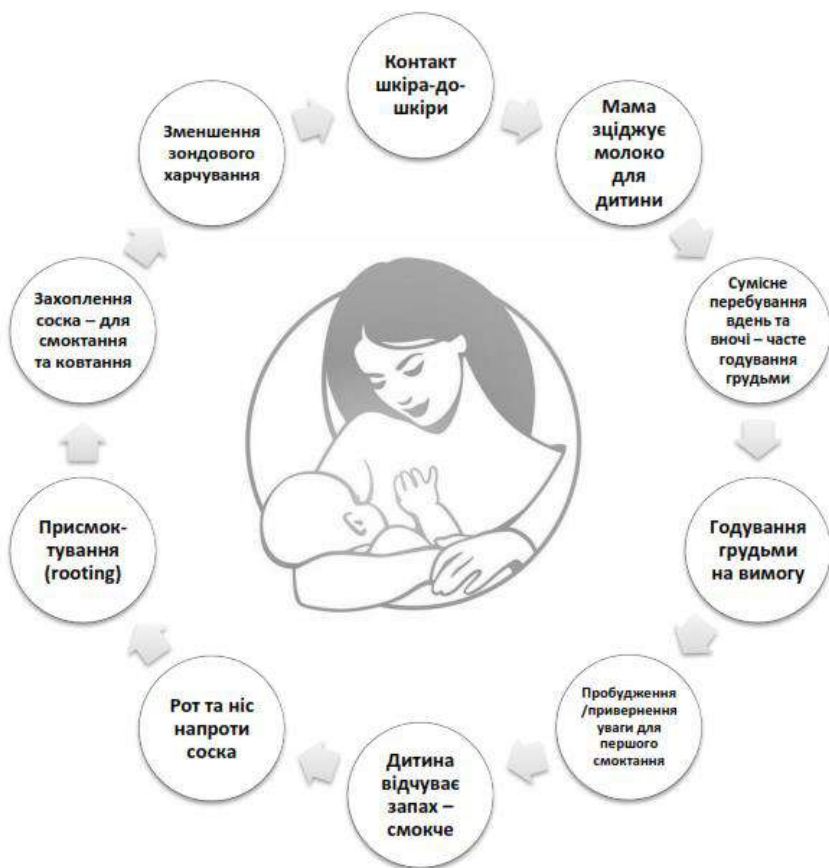 Контакт
шкіра-до-
шкіри
Мама
зціджує
молоко
для
дитини
Сумісне
перебування
вдень та
вночі – часте
годування
грудьми
Годування
грудьми
на вимогу
Пробудження
/привернення
уваги для
першого
смоктання
Дитина
відчуває
запах –
смокче
Рот та ніс
напроти
соска
Присмок-
тування
(rooting)
Захоплення
соска – для
смоктання
та ковтання
Зменшення
зондового
харчування